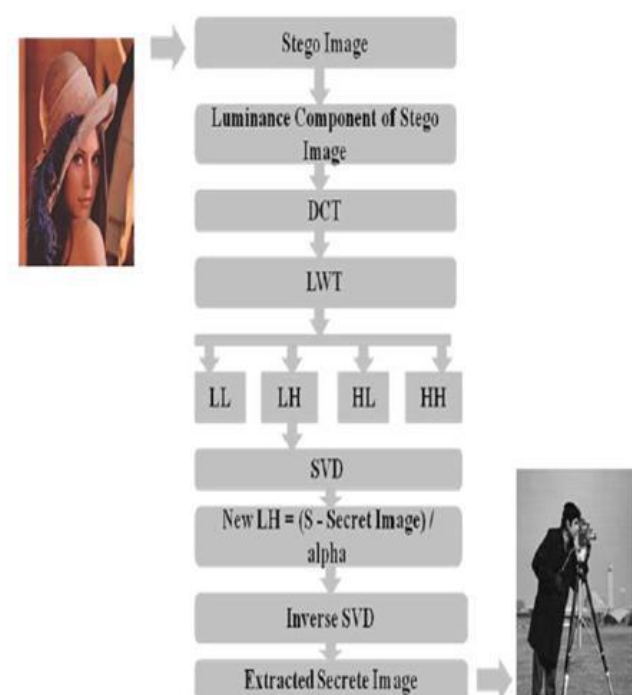 Stego Image
Luminance Component of Stego
Image
DCT
LWT
LL LH HL HH
SVD
New LH = (S - Secret Image) /
alpha
Inverse SVD
Extracted Secrete Image